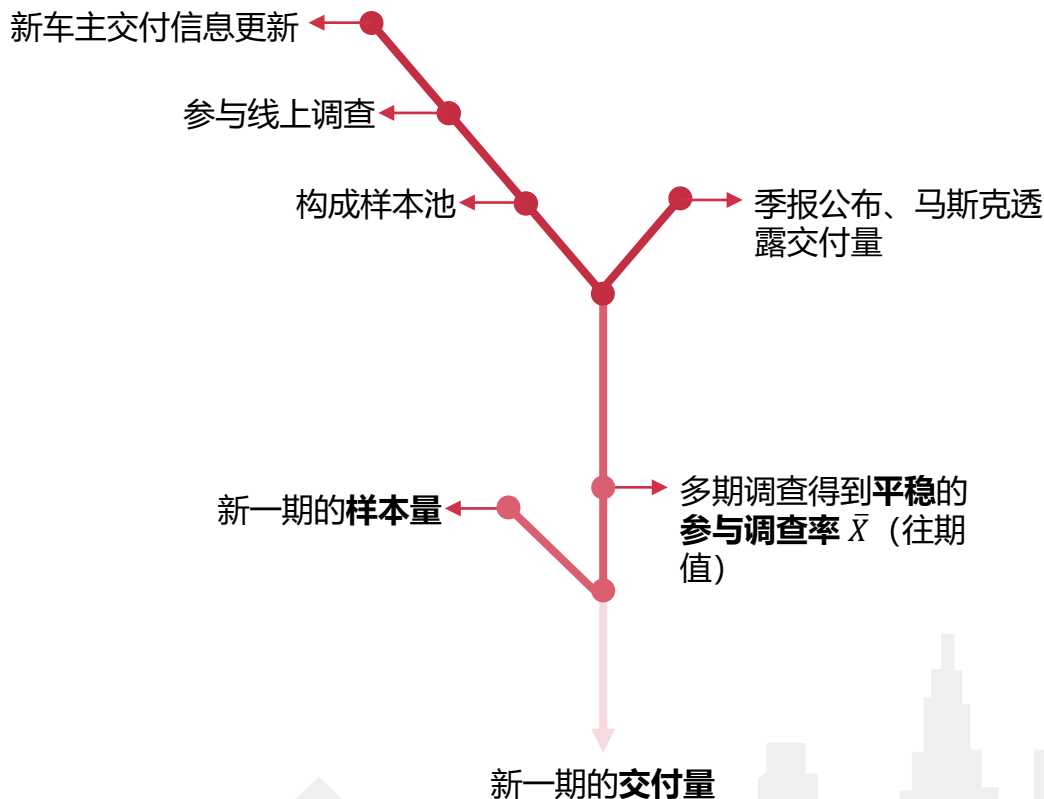 新车主交付信息更新
参与线上调查
构成样本池
季报公布、马斯克透
露交付量
多期调查得到平稳的
参与调查率 X̄（往期
值）
新一期的样本量
新一期的交付量